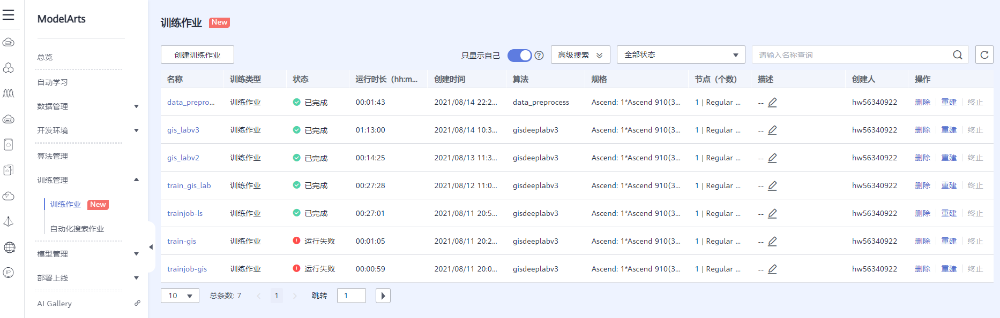 ModelArts
总览
自动学习
数据管理
开发环境
算法管理
训练管理
训练作业 New
自动化搜索作业
模型管理
部署上线
AI Gallery
IP
训练作业 New
创建训练作业 只显示自己 ? 高级搜索 全部状态 请输入名称查询
名称 训练类型 状态 运行时长（hh:m... 创建时间 算法 规格 节点（个数） 描述 创建人 操作
data_prepro... 训练作业 已完成 00:01:43 2021/08/14 22:2... data_preprocess Ascend: 1*Ascend 910(3... 1 | Regular ... -- hw56340922 删除 重建 终止
gis_labv3 训练作业 已完成 01:13:00 2021/08/14 10:3... gisdeeplabv3 Ascend: 1*Ascend 910(3... 1 | Regular ... -- hw56340922 删除 重建 终止
gis_labv2 训练作业 已完成 00:14:25 2021/08/13 11:3... gisdeeplabv3 Ascend: 1*Ascend 910(3... 1 | Regular ... -- hw56340922 删除 重建 终止
train_gis_lab 训练作业 已完成 00:27:28 2021/08/12 11:0... gisdeeplabv3 Ascend: 1*Ascend 910(3... 1 | Regular ... -- hw56340922 删除 重建 终止
trainjob-ls 训练作业 已完成 00:27:01 2021/08/11 20:5... gisdeeplabv3 Ascend: 1*Ascend 910(3... 1 | Regular ... -- hw56340922 删除 重建 终止
train-gis 训练作业 运行失败 00:01:05 2021/08/11 20:2... gisdeeplabv3 Ascend: 1*Ascend 910(3... 1 | Regular ... -- hw56340922 删除 重建 终止
trainjob-gis 训练作业 运行失败 00:00:59 2021/08/11 20:0... gisdeeplabv3 Ascend: 1*Ascend 910(3... 1 | Regular ... -- hw56340922 删除 重建 终止
10 总条数: 7 < 1 > 跳转 1